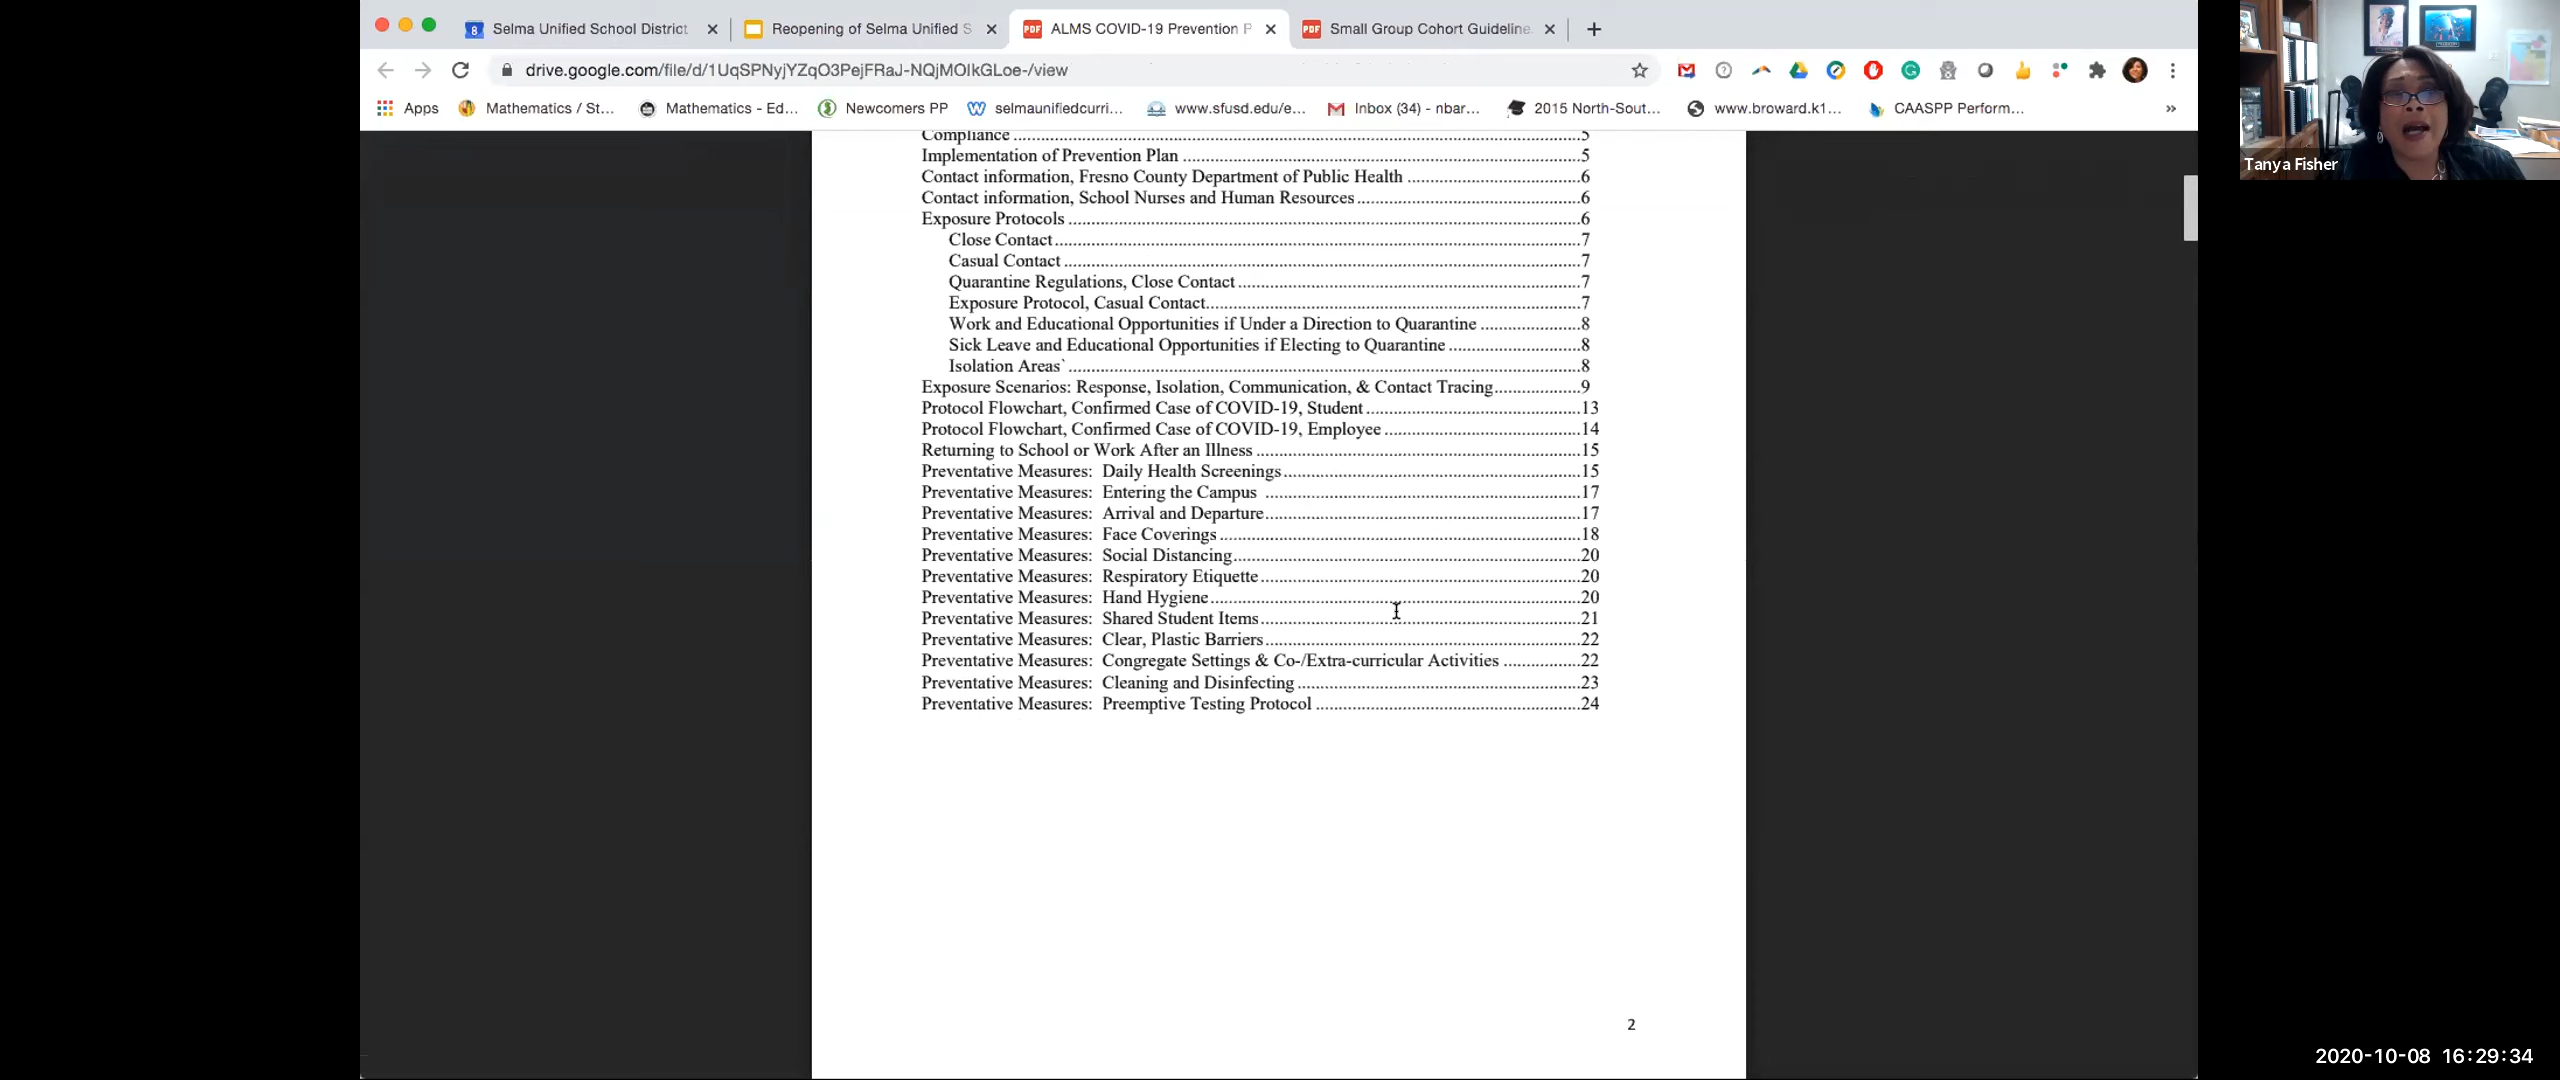 Selma Unified School District
Reopening of Selma Unified S
ALMS COVID-19 Prevention P
Small Group Cohort Guideline
drive.google.com/file/d/1UqSPNyjYZqO3PejFRaJ-NQjMOIkGLoe-/view
Apps
Mathematics / St...
Mathematics - Ed...
Newcomers PP
selmaunifiedcurri...
www.sfusd.edu/e...
Inbox (34) - nbar...
2015 North-Sout...
www.broward.k1...
CAASPP Perform...
»
Tanya Fisher
Compliance ........ 5
Implementation of Prevention Plan ........ 5
Contact information, Fresno County Department of Public Health ........ 6
Contact information, School Nurses and Human Resources ........ 6
Exposure Protocols ........ 6
Close Contact ........ 7
Casual Contact ........ 7
Quarantine Regulations, Close Contact ........ 7
Exposure Protocol, Casual Contact ........ 7
Work and Educational Opportunities if Under a Direction to Quarantine ........ 8
Sick Leave and Educational Opportunities if Electing to Quarantine ........ 8
Isolation Areas` ........ 8
Exposure Scenarios: Response, Isolation, Communication, & Contact Tracing ........ 9
Protocol Flowchart, Confirmed Case of COVID-19, Student ........ 13
Protocol Flowchart, Confirmed Case of COVID-19, Employee ........ 14
Returning to School or Work After an Illness ........ 15
Preventative Measures: Daily Health Screenings ........ 15
Preventative Measures: Entering the Campus ........ 17
Preventative Measures: Arrival and Departure ........ 17
Preventative Measures: Face Coverings ........ 18
Preventative Measures: Social Distancing ........ 20
Preventative Measures: Respiratory Etiquette ........ 20
Preventative Measures: Hand Hygiene ........ 20
Preventative Measures: Shared Student Items ........ 21
Preventative Measures: Clear, Plastic Barriers ........ 22
Preventative Measures: Congregate Settings & Co-/Extra-curricular Activities ........ 22
Preventative Measures: Cleaning and Disinfecting ........ 23
Preventative Measures: Preemptive Testing Protocol ........ 24
2
2020-10-08 16:29:34